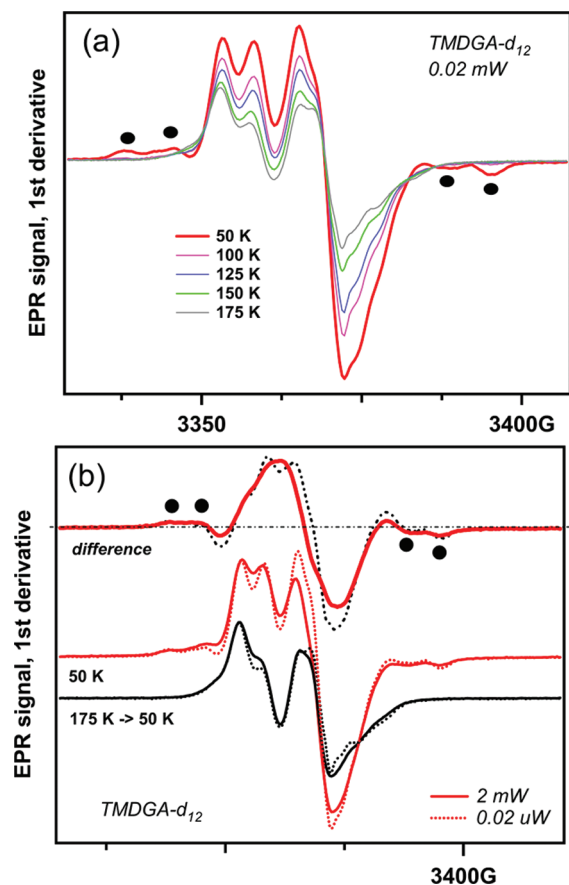 (a)
TMDGA-d12
0.02 mW
EPR signal, 1st derivative
50 K
100 K
125 K
150 K
175 K
3350
3400G
(b)
difference
EPR signal, 1st derivative
50 K
175 K -> 50 K
TMDGA-d12
2 mW
0.02 uW
3400G